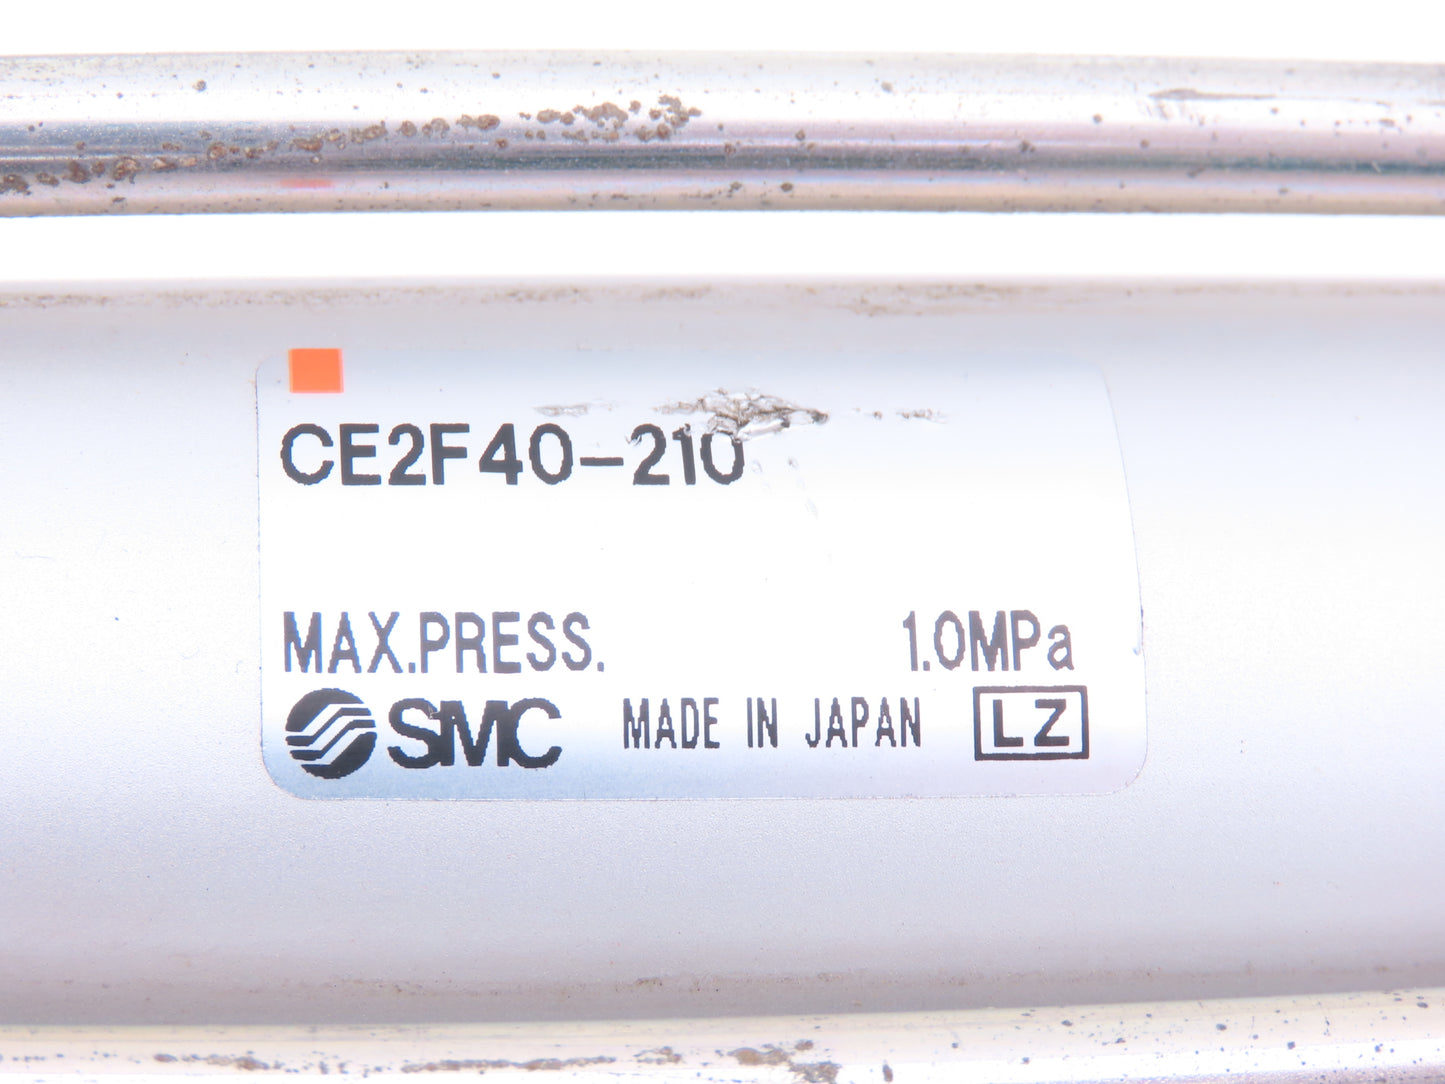 CE2F40-210
MAX.PRESS. 1.0MPa
SMC MADE IN JAPAN LZ